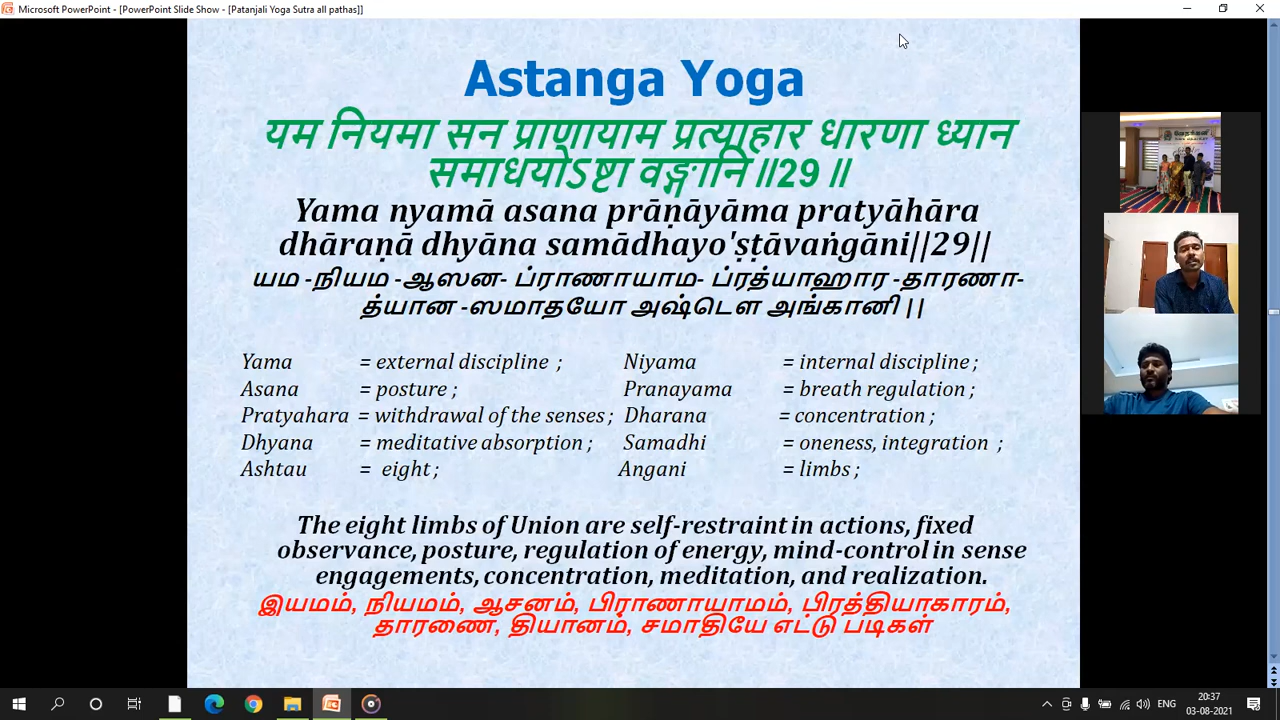 Microsoft PowerPoint - [PowerPoint Slide Show - [Patanjali Yoga Sutra all pathas]]
Astanga Yoga
यम नियमा सन प्राणायाम प्रत्याहार धारणा ध्यान
समाधयोऽष्टा वङ्गानि॥29॥
Yama nyamā asana prāṇāyāma pratyāhāra
dhāraṇā dhyāna samādhayo'ṣṭāvaṅgāni||29||
யம -நியம -ஆஸன- ப்ராணாயாம- ப்ரத்யாஹார -தாரணா-
த்யான -ஸமாதயோ அஷ்டௌ அங்கானி ||
Yama = external discipline ; Niyama = internal discipline ;
Asana = posture ; Pranayama = breath regulation ;
Pratyahara = withdrawal of the senses ; Dharana = concentration ;
Dhyana = meditative absorption ; Samadhi = oneness, integration ;
Ashtau = eight ; Angani = limbs ;
The eight limbs of Union are self-restraint in actions, fixed
observance, posture, regulation of energy, mind-control in sense
engagements, concentration, meditation, and realization.
இயமம், நியமம், ஆசனம், பிராணாயாமம், பிரத்தியாகாரம்,
தாரணை, தியானம், சமாதியே எட்டு படிகள்
ENG
20:37
03-08-2021